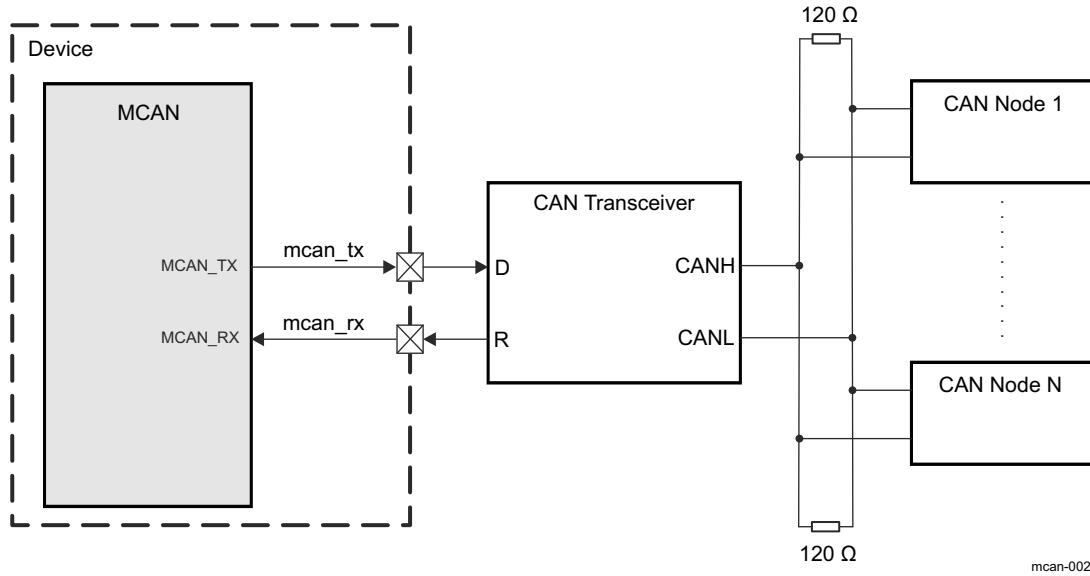 120 Ω
Device
MCAN
CAN Node 1
CAN Transceiver
mcan_tx
MCAN_TX
D
CANH
mcan_rx
MCAN_RX
R
CANL
CAN Node N
120 Ω
mcan-002